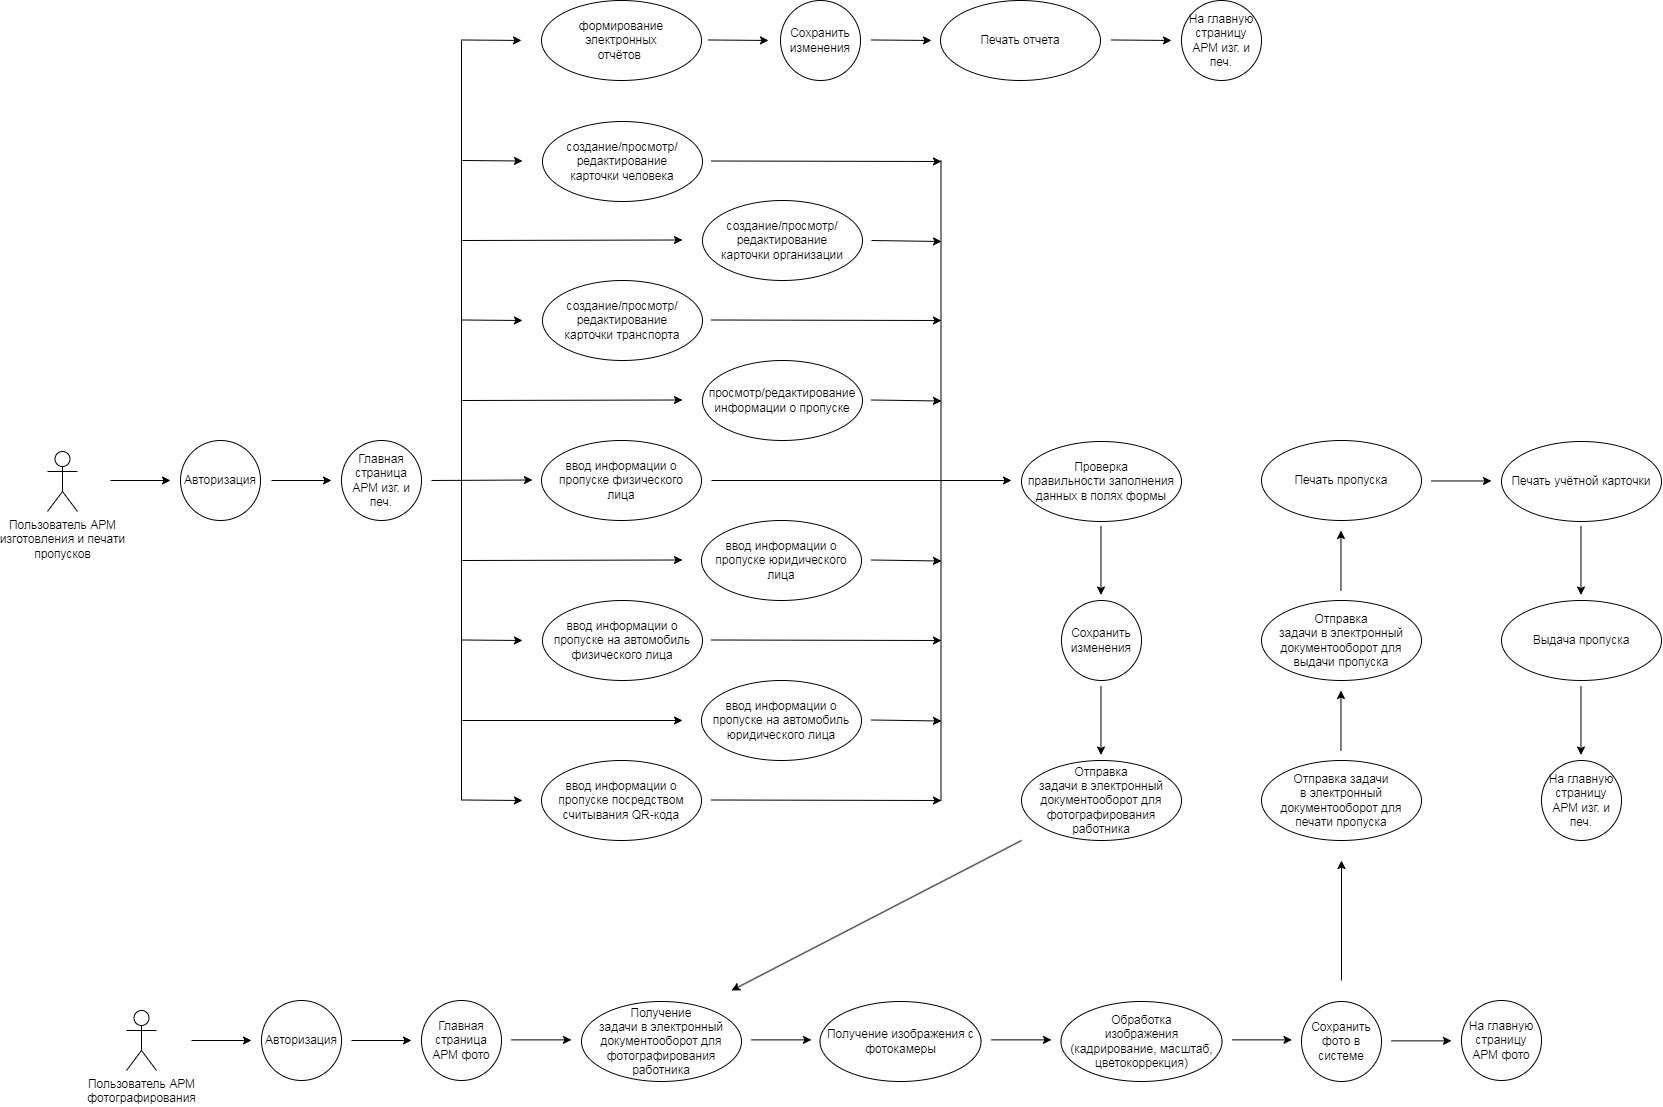 формирование
электронных
отчётов
Сохранить
изменения
Печать отчета
На главную
страницу
АРМ изг. и
печ.
создание/просмотр/
редактирование
карточки человека
создание/просмотр/
редактирование
карточки организации
создание/просмотр/
редактирование
карточки транспорта
просмотр/редактирование
информации о пропуске
Пользователь АРМ
изготовления и печати
пропусков
Авторизация
Главная
страница
АРМ изг. и
печ.
ввод информации о
пропуске физического
лица
Проверка
правильности заполнения
данных в полях формы
Печать пропуска
Печать учётной карточки
ввод информации о
пропуске юридического
лица
ввод информации о
пропуске на автомобиль
физического лица
Сохранить
изменения
Отправка
задачи в электронный
документооборот для
выдачи пропуска
Выдача пропуска
ввод информации о
пропуске на автомобиль
юридического лица
ввод информации о
пропуске посредством
считывания QR-кода
Отправка
задачи в электронный
документооборот для
фотографирования
работника
Отправка задачи
в электронный
документооборот для
печати пропуска
На главную
страницу
АРМ изг. и
печ.
Пользователь АРМ
фотографирования
Авторизация
Главная
страница
АРМ фото
Получение
задачи в электронный
документооборот для
фотографирования
работника
Получение изображения с
фотокамеры
Обработка
изображения
(кадрирование, масштаб,
цветокоррекция)
Сохранить
фото в
системе
На главную
страницу
АРМ фото